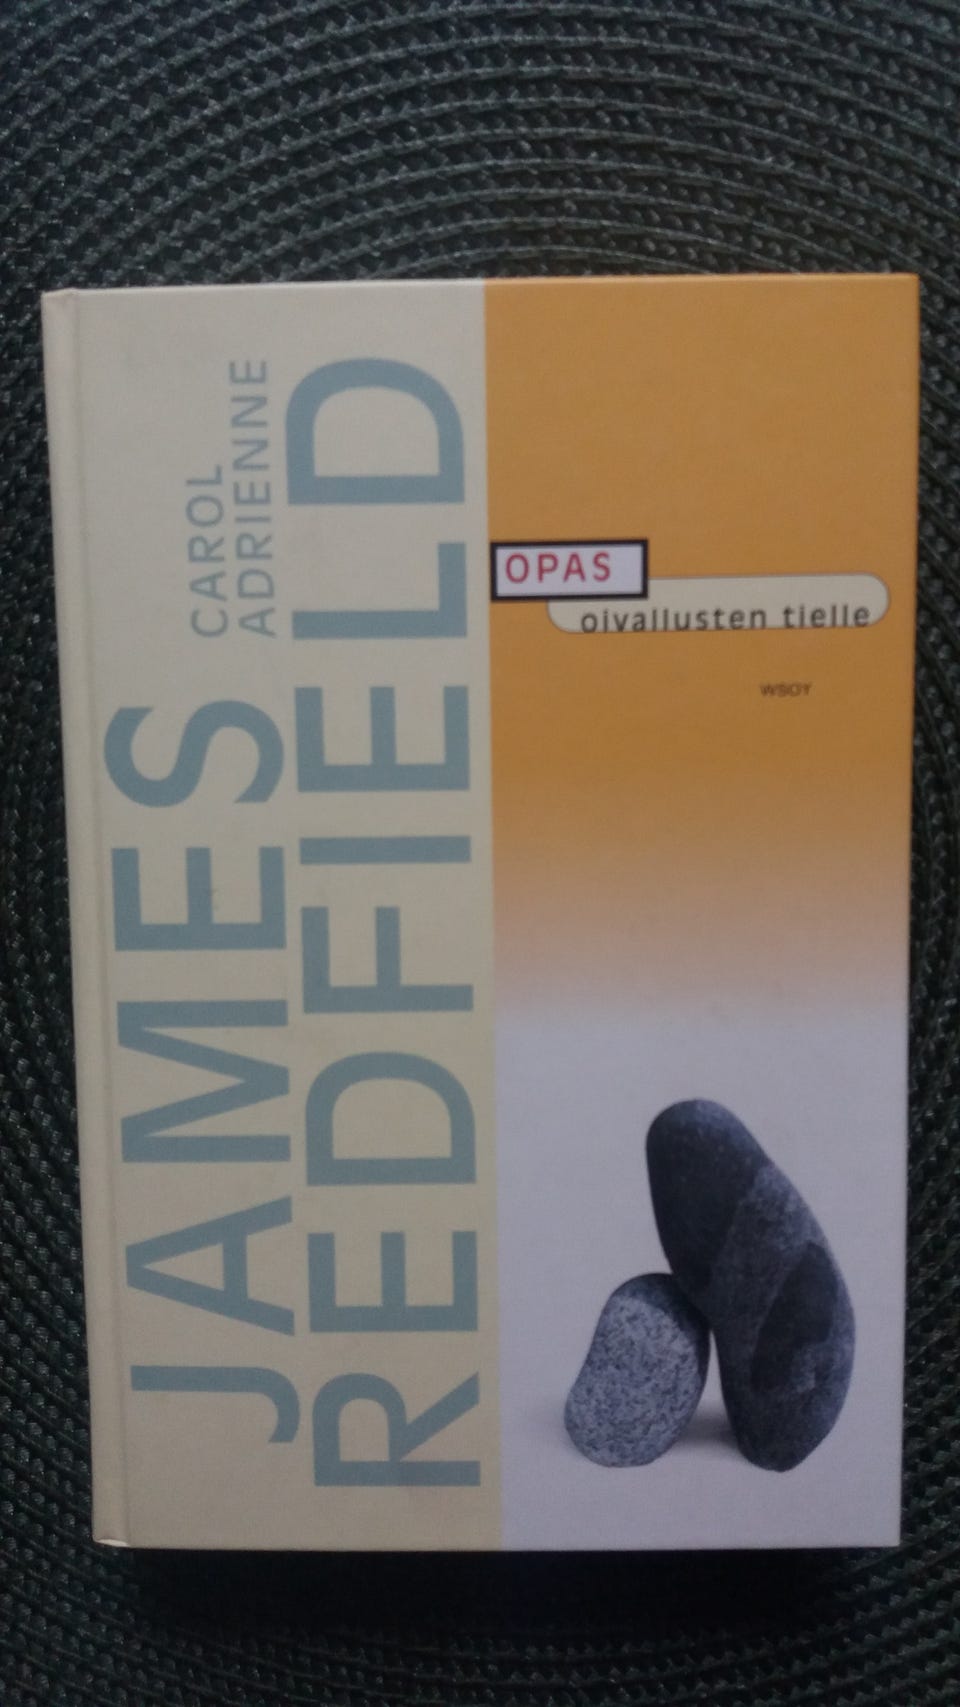 JAMES
REDFIELD
CAROL
ADRIENNE
OPAS
oivallusten tielle
WSOY